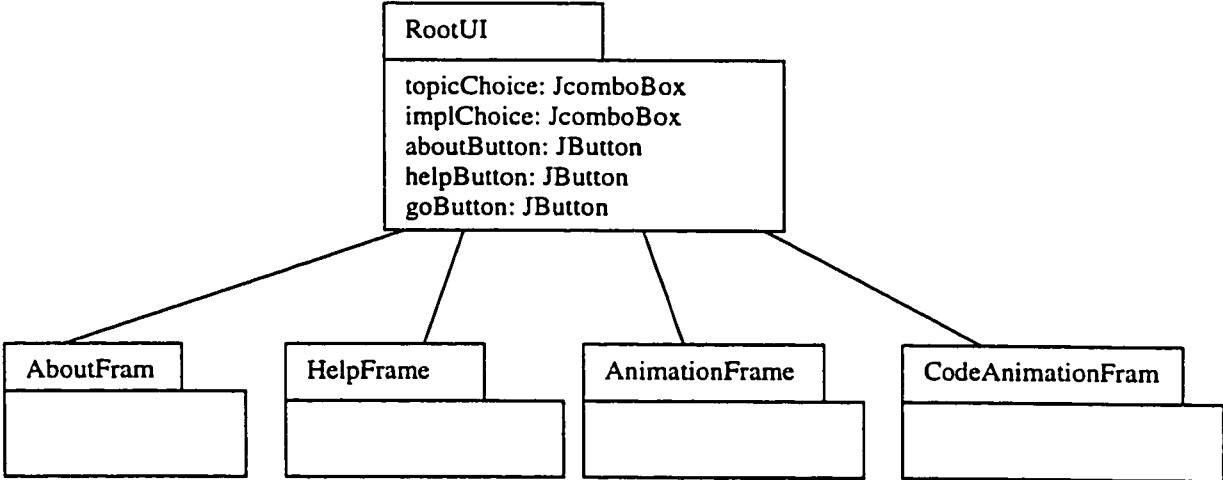 RootUI
topicChoice: JcomboBox
implChoice: JcomboBox
aboutButton: JButton
helpButton: JButton
goButton: JButton
AboutFram
HelpFrame
AnimationFrame
CodeAnimationFram